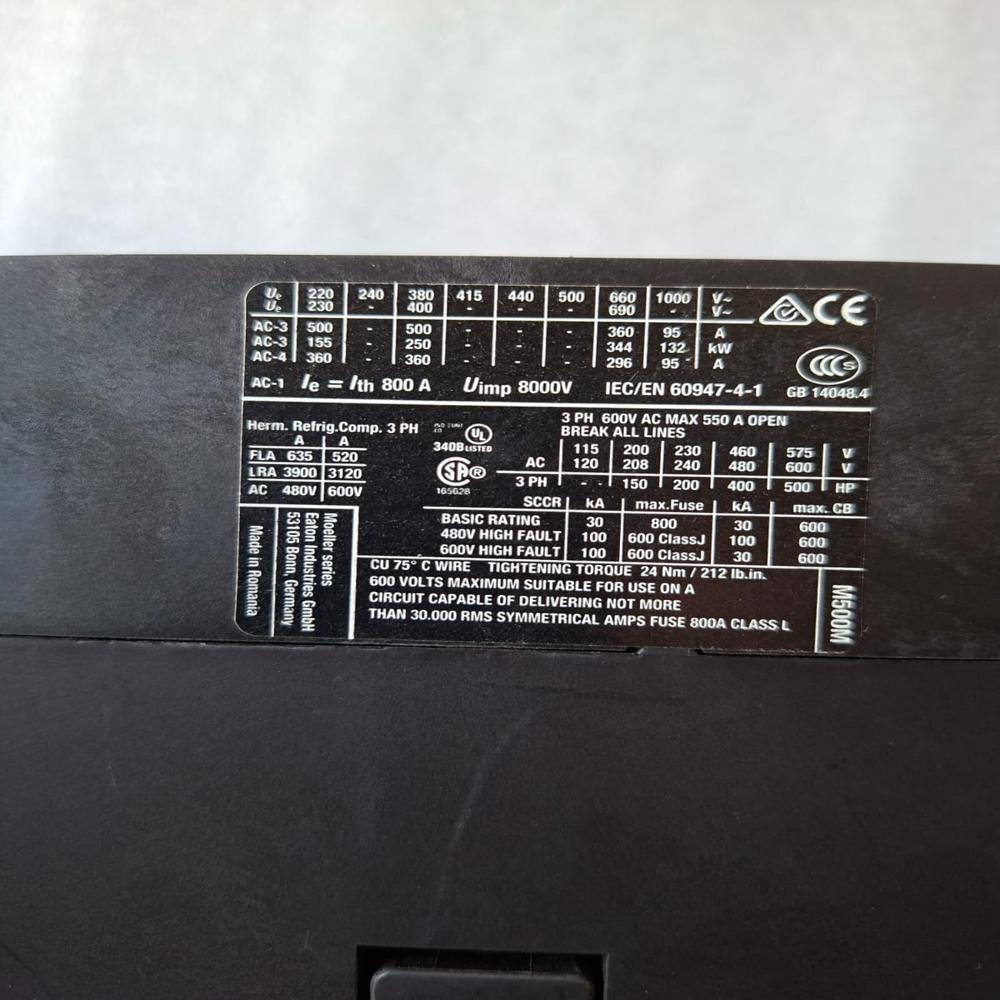 Ue 220 240 380 415 440 500 660 1000 V~
Ue 230 - 400 - - - 690 - V~
AC-3 500 - 500 - - - 360 95 A
AC-3 155 - 250 - - - 344 132 kW
AC-4 360 - 360 - - - 296 95 A
AC-1 Ie = Ith 800 A Uimp 8000V IEC/EN 60947-4-1
CE
CCC S
GB 14048.4
Herm. Refrig.Comp. 3 PH
A A
FLA 635 520
LRA 3900 3120
AC 480V 600V
UL
340B LISTED
SA ®
165628
3 PH 600V AC MAX 550 A OPEN
BREAK ALL LINES
AC 115 200 230 460 575 V
120 208 240 480 600 V
3 PH - - 150 200 400 500 HP
SCCR kA max.Fuse kA max. CB
BASIC RATING 30 800 30 600
480V HIGH FAULT 100 600 ClassJ 100 600
600V HIGH FAULT 100 600 ClassJ 30 600
CU 75° C WIRE TIGHTENING TORQUE 24 Nm / 212 lb.in.
600 VOLTS MAXIMUM SUITABLE FOR USE ON A
CIRCUIT CAPABLE OF DELIVERING NOT MORE
THAN 30.000 RMS SYMMETRICAL AMPS FUSE 800A CLASS L
Moeller series
Eaton Industries GmbH
53105 Bonn, Germany
Made in Romania
M500M